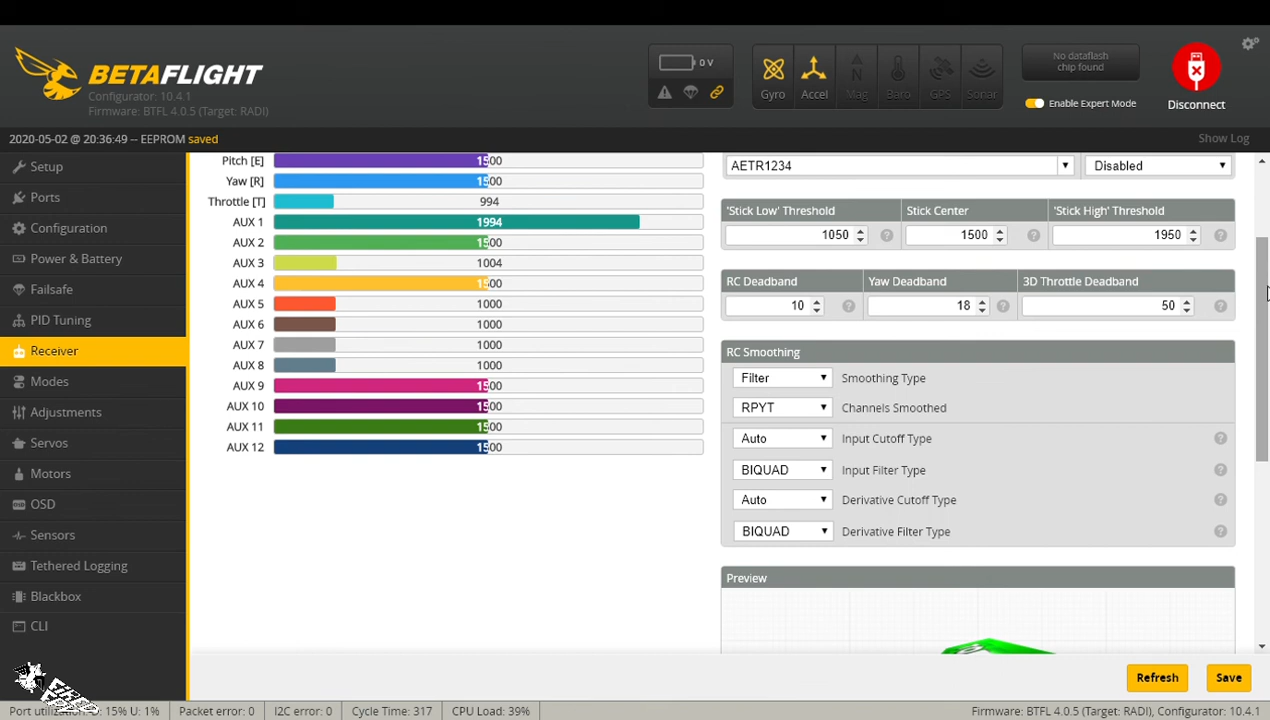 BETAFLIGHT
Configurator: 10.4.1
Firmware: BTFL 4.0.5 (Target: RADI)
0 V
Gyro
Accel
Mag
Baro
GPS
Sonar
No dataflash
chip found
Enable Expert Mode
Disconnect
2020-05-02 @ 20:36:49 -- EEPROM saved
Show Log
Setup
Ports
Configuration
Power & Battery
Failsafe
PID Tuning
Receiver
Modes
Adjustments
Servos
Motors
OSD
Sensors
Tethered Logging
Blackbox
CLI
Pitch [E] 1500
Yaw [R] 1500
Throttle [T] 994
AUX 1 1994
AUX 2 1500
AUX 3 1004
AUX 4 1500
AUX 5 1000
AUX 6 1000
AUX 7 1000
AUX 8 1000
AUX 9 1500
AUX 10 1500
AUX 11 1500
AUX 12 1500
AETR1234 Disabled
'Stick Low' Threshold Stick Center 'Stick High' Threshold
1050 1500 1950
RC Deadband Yaw Deadband 3D Throttle Deadband
10 18 50
RC Smoothing
Filter Smoothing Type
RPYT Channels Smoothed
Auto Input Cutoff Type
BIQUAD Input Filter Type
Auto Derivative Cutoff Type
BIQUAD Derivative Filter Type
Preview
Refresh Save
Port utilization: D: 15% U: 1% Packet error: 0 I2C error: 0 Cycle Time: 317 CPU Load: 39% Firmware: BTFL 4.0.5 (Target: RADI), Configurator: 10.4.1